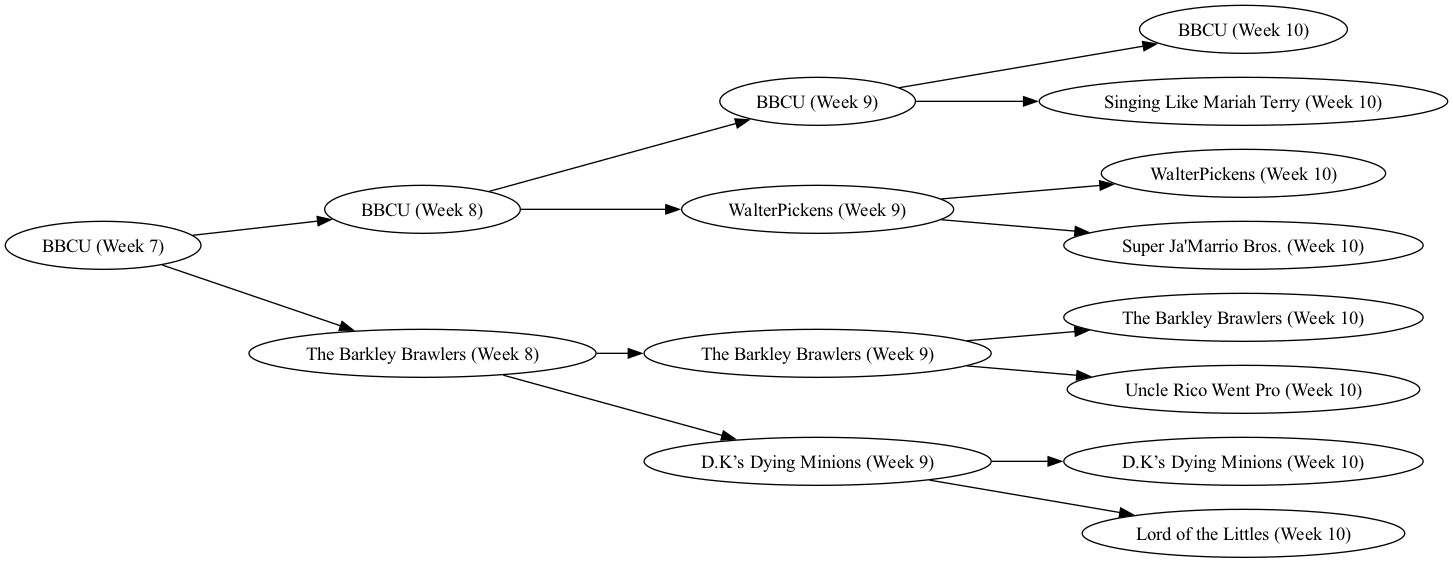 BBCU (Week 10)
BBCU (Week 9)
Singing Like Mariah Terry (Week 10)
WalterPickens (Week 10)
BBCU (Week 8)
WalterPickens (Week 9)
BBCU (Week 7)
Super Ja'Marrio Bros. (Week 10)
The Barkley Brawlers (Week 10)
The Barkley Brawlers (Week 8)
The Barkley Brawlers (Week 9)
Uncle Rico Went Pro (Week 10)
D.K’s Dying Minions (Week 9)
D.K’s Dying Minions (Week 10)
Lord of the Littles (Week 10)